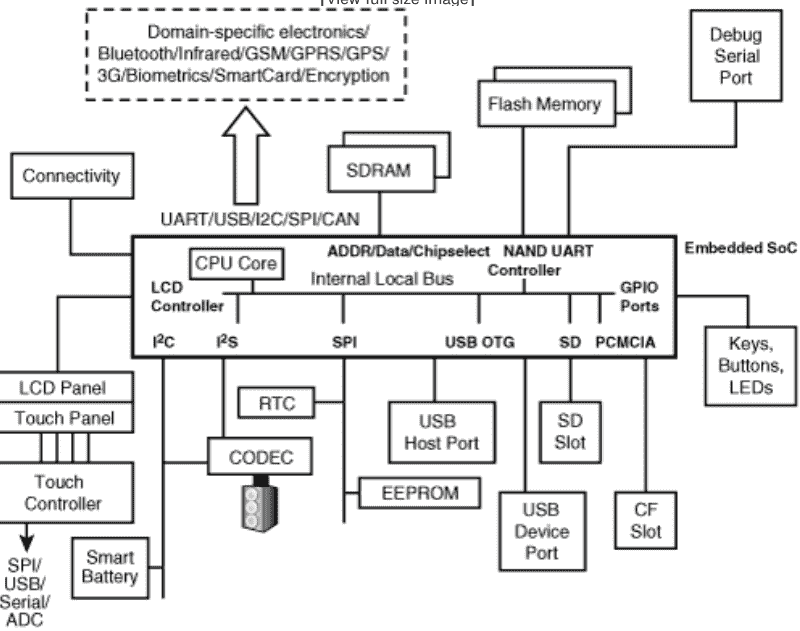 [View full size image]
Domain-specific electronics/
Bluetooth/Infrared/GSM/GPRS/GPS/
3G/Biometrics/SmartCard/Encryption
Debug
Serial
Port
Flash Memory
SDRAM
Connectivity
UART/USB/I2C/SPI/CAN
ADDR/Data/Chipselect
NAND UART
Controller
Embedded SoC
CPU Core
Internal Local Bus
LCD
Controller
GPIO
Ports
I²C
I²S
SPI
USB OTG
SD
PCMCIA
Keys,
Buttons,
LEDs
LCD Panel
Touch Panel
RTC
USB
Host Port
SD
Slot
CODEC
Touch
Controller
EEPROM
USB
Device
Port
CF
Slot
Smart
Battery
SPI/
USB/
Serial/
ADC